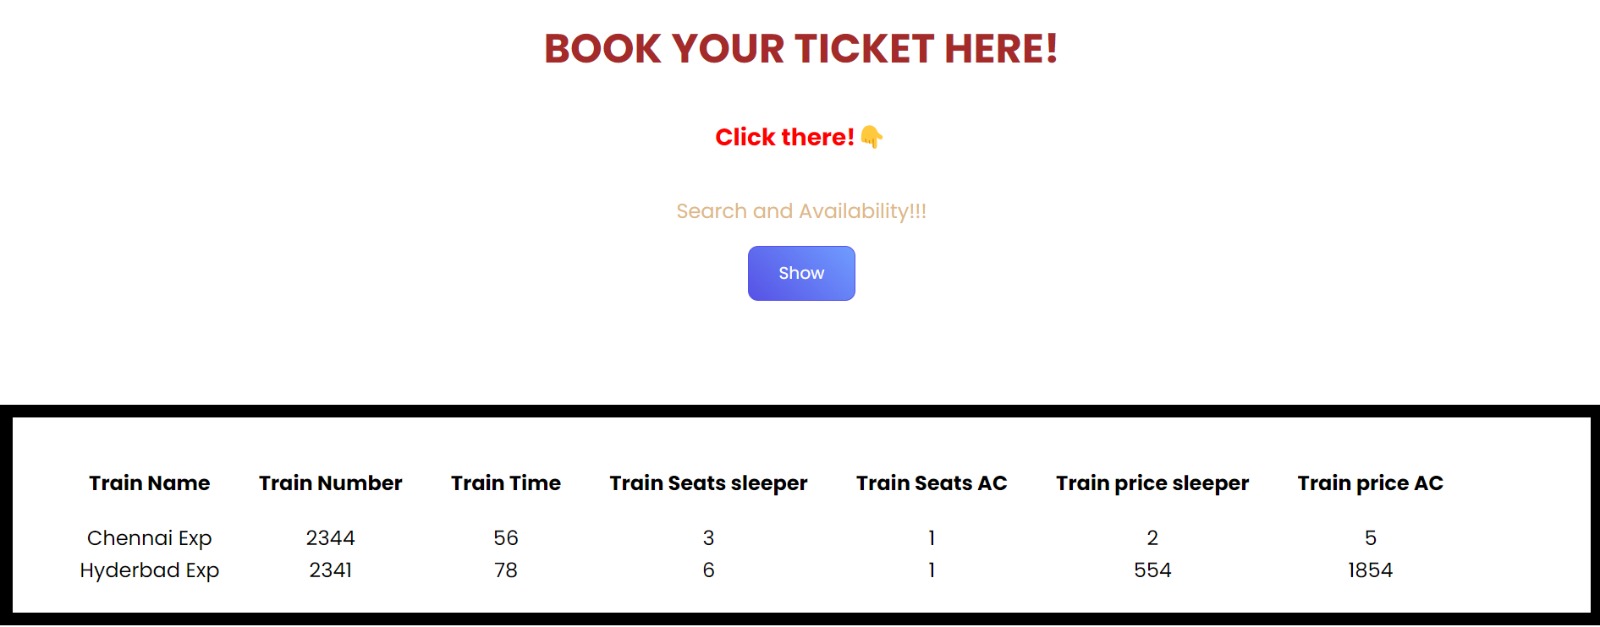 BOOK YOUR TICKET HERE!
Click there! 👇
Search and Availability!!!
Show
Train Name Train Number Train Time Train Seats sleeper Train Seats AC Train price sleeper Train price AC
Chennai Exp 2344 56 3 1 2 5
Hyderbad Exp 2341 78 6 1 554 1854